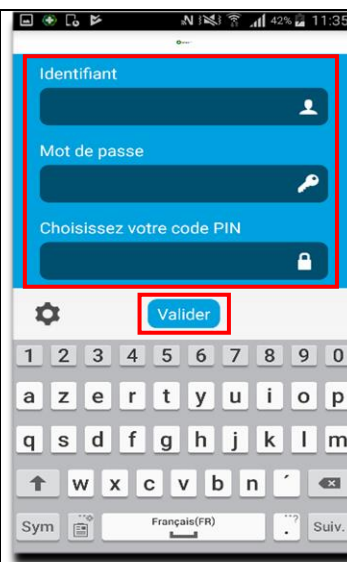 42% 11:35
Identifiant
Mot de passe
Choisissez votre code PIN
Valider
1 2 3 4 5 6 7 8 9 0
a z e r t y u i o p
q s d f g h j k l m
w x c v b n ´
Sym Français(FR) . ? Suiv.